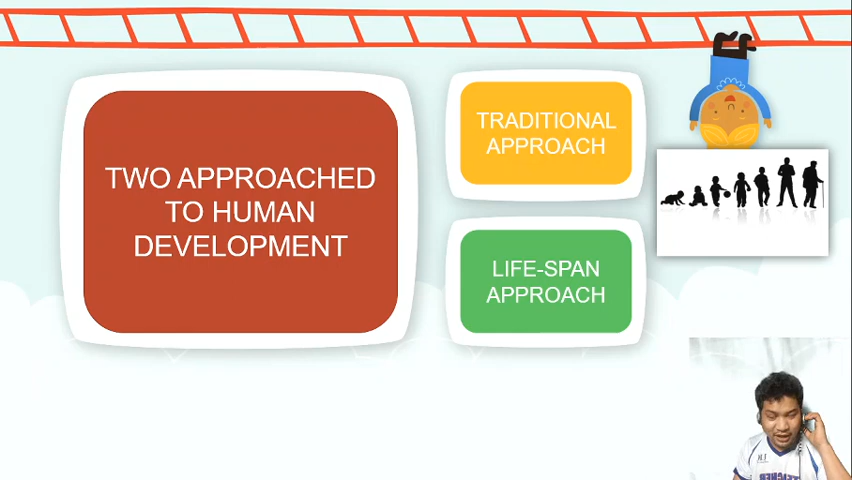 TWO APPROACHED
TO HUMAN
DEVELOPMENT
TRADITIONAL
APPROACH
LIFE-SPAN
APPROACH